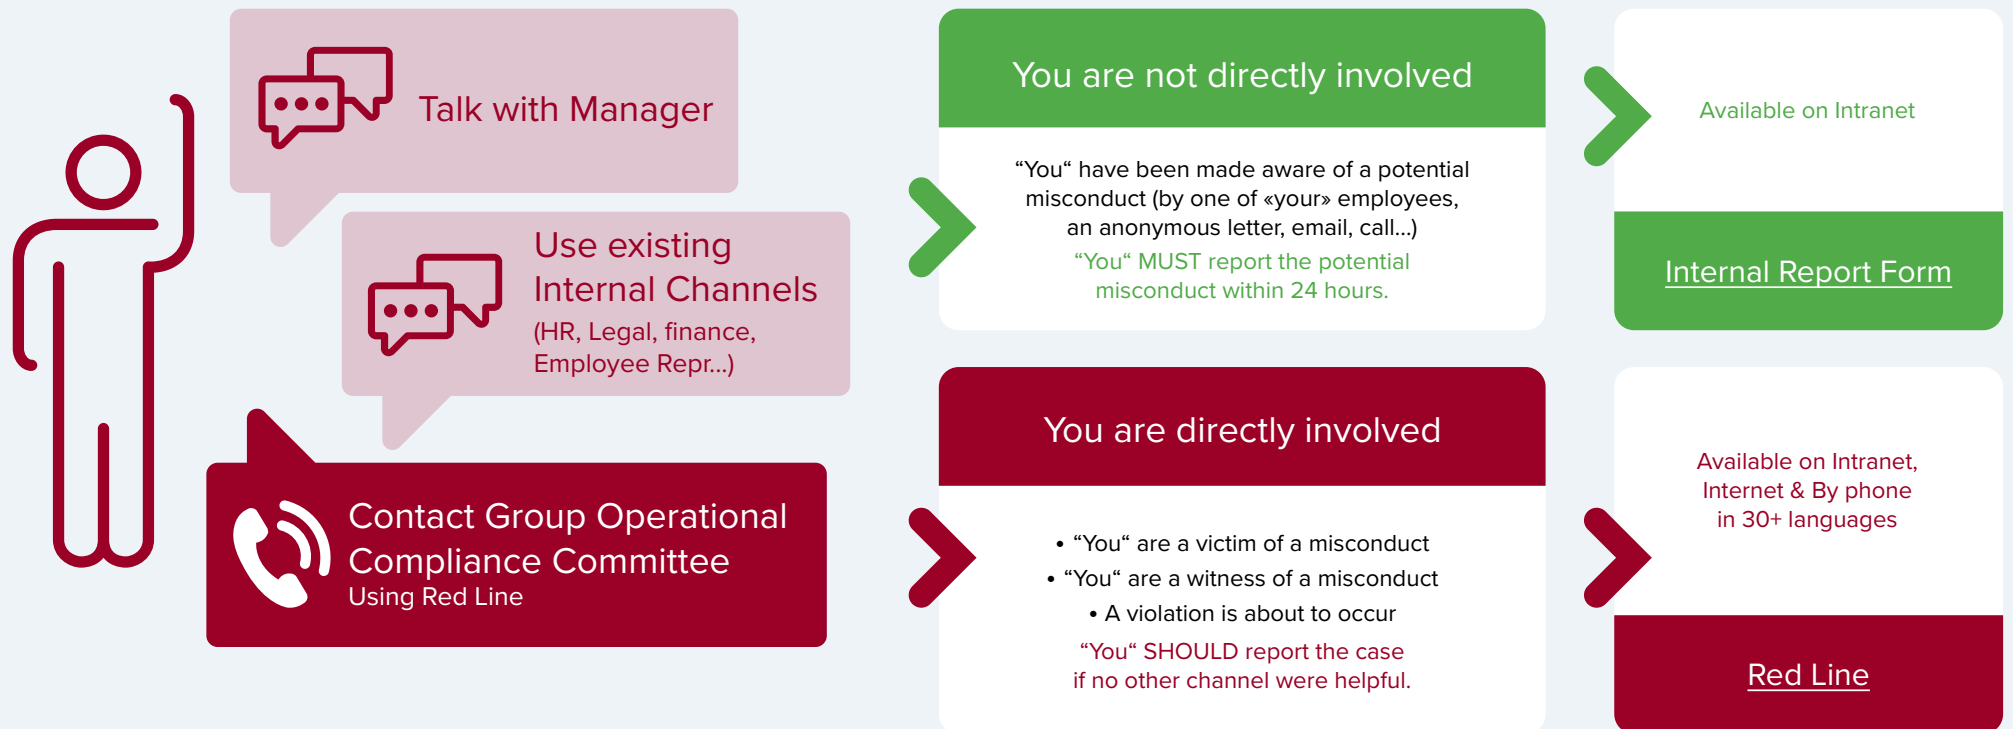 Talk with Manager
Use existing
Internal Channels
(HR, Legal, finance,
Employee Repr...)
Contact Group Operational
Compliance Committee
Using Red Line
You are not directly involved
“You“ have been made aware of a potential
misconduct (by one of «your» employees,
an anonymous letter, email, call...)
“You“ MUST report the potential
misconduct within 24 hours.
Available on Intranet
Internal Report Form
You are directly involved
• “You“ are a victim of a misconduct
• “You“ are a witness of a misconduct
• A violation is about to occur
“You“ SHOULD report the case
if no other channel were helpful.
Available on Intranet,
Internet & By phone
in 30+ languages
Red Line